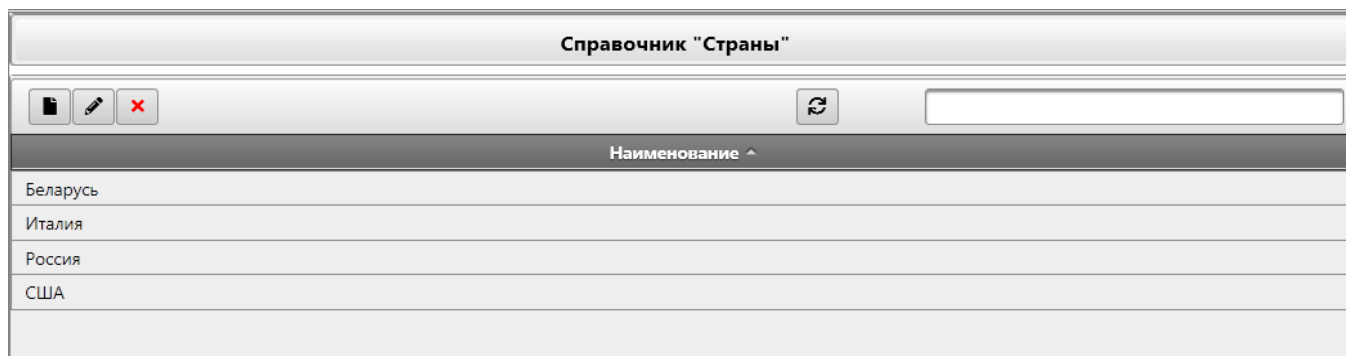 Справочник "Страны"
Наименование
Беларусь
Италия
Россия
США